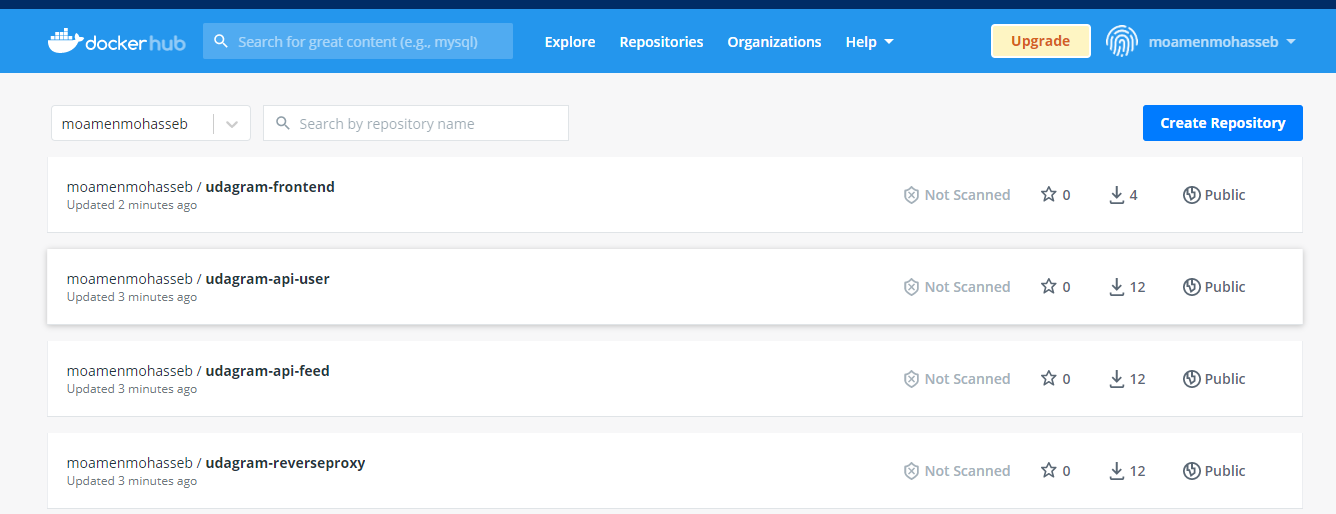 docker hub Search for great content (e.g., mysql) Explore Repositories Organizations Help Upgrade moamenmohasseb
moamenmohasseb Search by repository name Create Repository
moamenmohasseb / udagram-frontend
Updated 2 minutes ago
Not Scanned 0 4 Public
moamenmohasseb / udagram-api-user
Updated 3 minutes ago
Not Scanned 0 12 Public
moamenmohasseb / udagram-api-feed
Updated 3 minutes ago
Not Scanned 0 12 Public
moamenmohasseb / udagram-reverseproxy
Updated 3 minutes ago
Not Scanned 0 12 Public